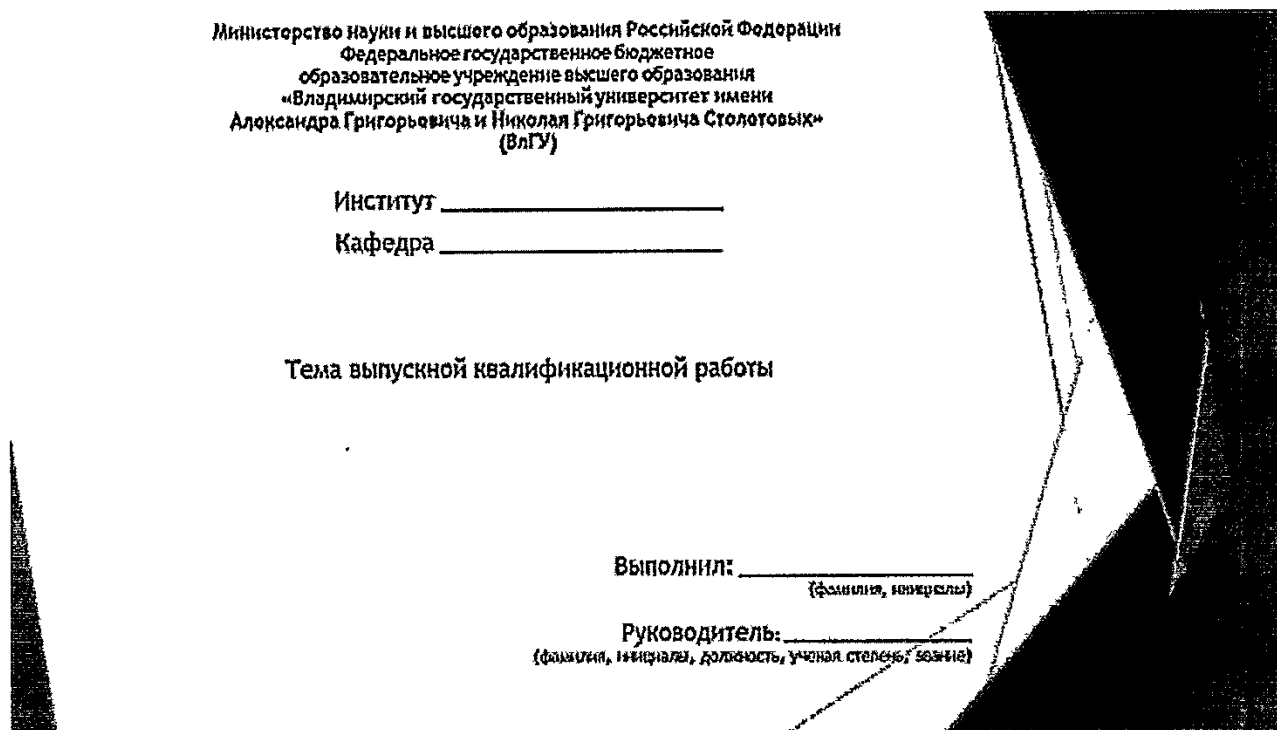 Министерство науки и высшего образования Российской Федерации
Федеральное государственное бюджетное
образовательное учреждение высшего образования
«Владимирский государственный университет имени
Александра Григорьевича и Николая Григорьевича Столетовых»
(ВлГУ)
Институт
Кафедра
Тема выпускной квалификационной работы
Выполнил:
(фамилия, инициалы)
Руководитель:
(фамилия, инициалы, должность, ученая степень, звание)